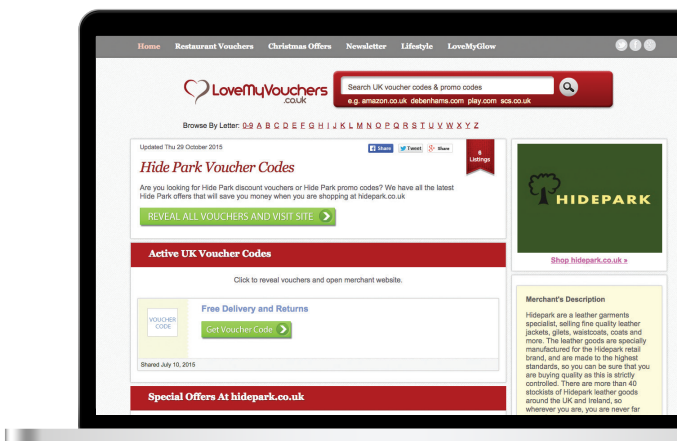 Home Restaurant Vouchers Christmas Offers Newsletter Lifestyle LoveMyGlow
LoveMyVouchers
.co.uk
Search UK voucher codes & promo codes
e.g. amazon.co.uk debenhams.com play.com scs.co.uk
Browse By Letter: 0-9 A B C D E F G H I J K L M N O P Q R S T U V W X Y Z
Updated Thu 29 October 2015
Share
Tweet
Share
6
Listings
Hide Park Voucher Codes
Are you looking for Hide Park discount vouchers or Hide Park promo codes? We have all the latest
Hide Park offers that will save you money when you are shopping at hidepark.co.uk
REVEAL ALL VOUCHERS AND VISIT SITE
Active UK Voucher Codes
Click to reveal vouchers and open merchant website.
VOUCHER
CODE
Free Delivery and Returns
Get Voucher Code
Shared July 10, 2015
Special Offers At hidepark.co.uk
HIDEPARK
Shop hidepark.co.uk »
Merchant's Description
Hidepark are a leather garments
specialist, selling fine quality leather
jackets, gilets, waistcoats, coats and
more. The leather goods are specially
manufactured for the Hidepark retail
brand, and are made to the highest
standards, so you can be sure that you
are buying quality as this is strictly
controlled. There are more than 40
stockists of Hidepark leather goods
around the UK and Ireland, so
wherever you are, you are never far